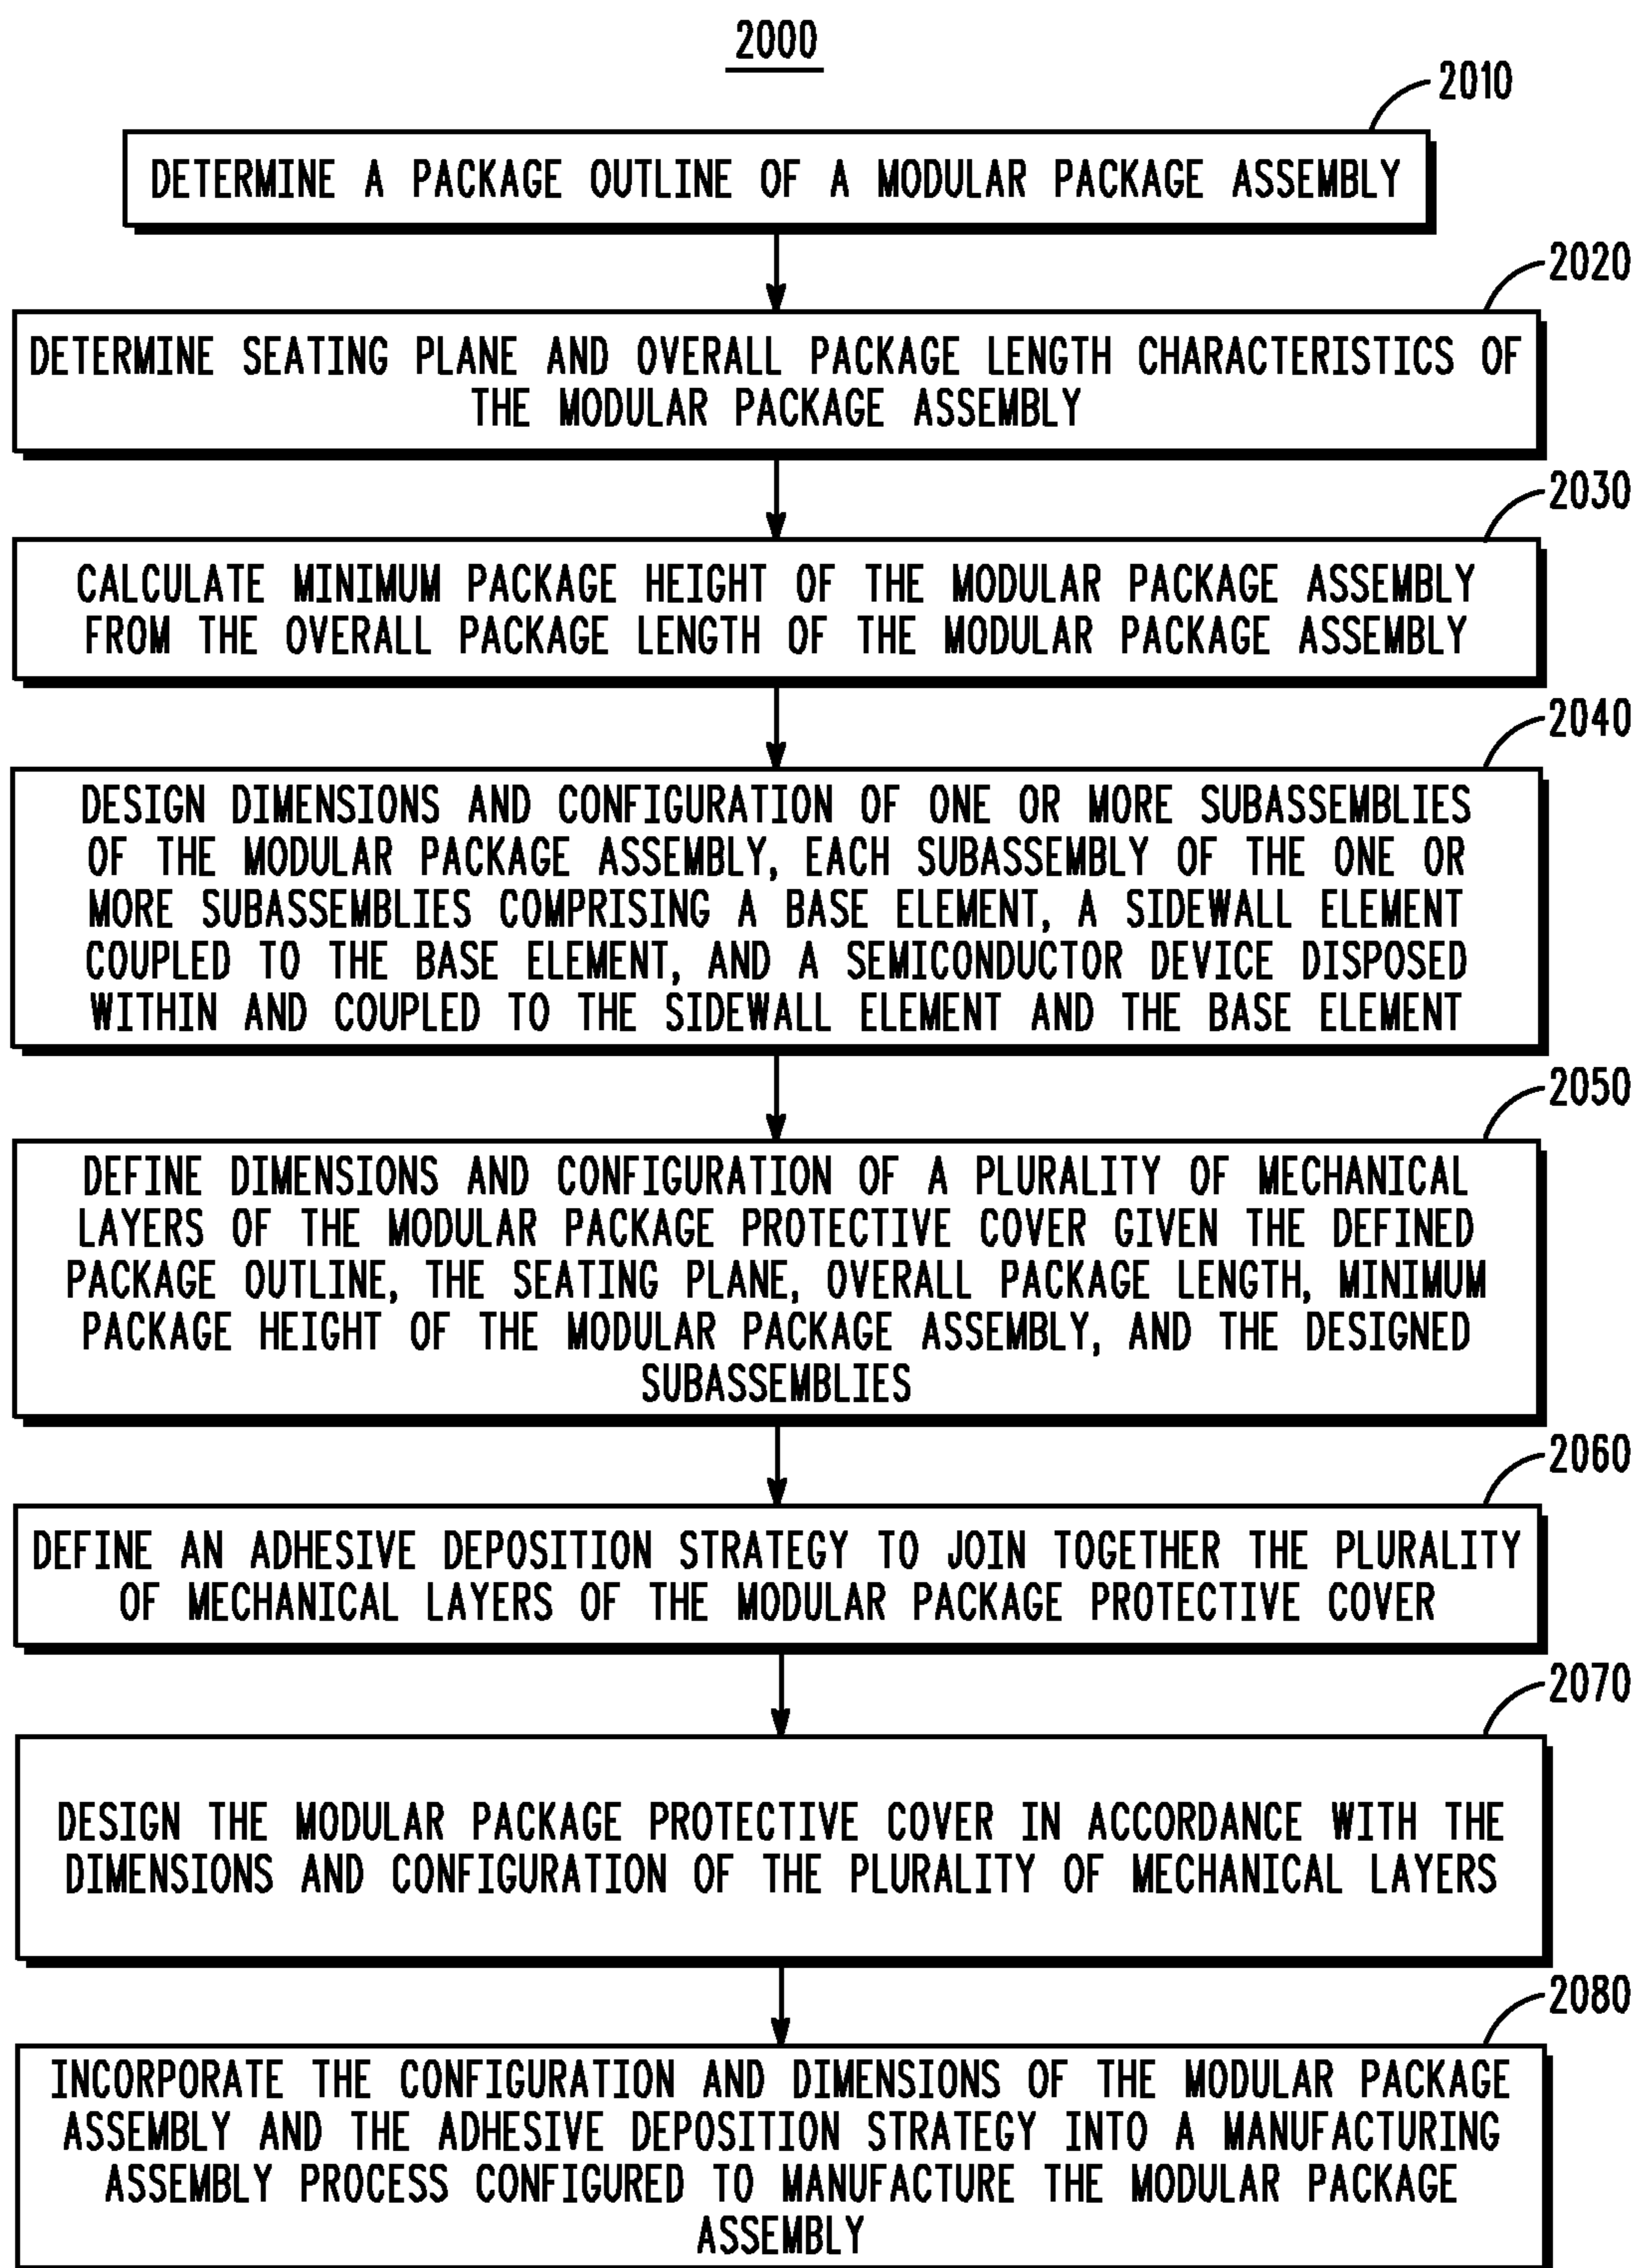 2000
2010
DETERMINE A PACKAGE OUTLINE OF A MODULAR PACKAGE ASSEMBLY
2020
DETERMINE SEATING PLANE AND OVERALL PACKAGE LENGTH CHARACTERISTICS OF
THE MODULAR PACKAGE ASSEMBLY
2030
CALCULATE MINIMUM PACKAGE HEIGHT OF THE MODULAR PACKAGE ASSEMBLY
FROM THE OVERALL PACKAGE LENGTH OF THE MODULAR PACKAGE ASSEMBLY
2040
DESIGN DIMENSIONS AND CONFIGURATION OF ONE OR MORE SUBASSEMBLIES
OF THE MODULAR PACKAGE ASSEMBLY, EACH SUBASSEMBLY OF THE ONE OR
MORE SUBASSEMBLIES COMPRISING A BASE ELEMENT, A SIDEWALL ELEMENT
COUPLED TO THE BASE ELEMENT, AND A SEMICONDUCTOR DEVICE DISPOSED
WITHIN AND COUPLED TO THE SIDEWALL ELEMENT AND THE BASE ELEMENT
2050
DEFINE DIMENSIONS AND CONFIGURATION OF A PLURALITY OF MECHANICAL
LAYERS OF THE MODULAR PACKAGE PROTECTIVE COVER GIVEN THE DEFINED
PACKAGE OUTLINE, THE SEATING PLANE, OVERALL PACKAGE LENGTH, MINIMUM
PACKAGE HEIGHT OF THE MODULAR PACKAGE ASSEMBLY, AND THE DESIGNED
SUBASSEMBLIES
2060
DEFINE AN ADHESIVE DEPOSITION STRATEGY TO JOIN TOGETHER THE PLURALITY
OF MECHANICAL LAYERS OF THE MODULAR PACKAGE PROTECTIVE COVER
2070
DESIGN THE MODULAR PACKAGE PROTECTIVE COVER IN ACCORDANCE WITH THE
DIMENSIONS AND CONFIGURATION OF THE PLURALITY OF MECHANICAL LAYERS
2080
INCORPORATE THE CONFIGURATION AND DIMENSIONS OF THE MODULAR PACKAGE
ASSEMBLY AND THE ADHESIVE DEPOSITION STRATEGY INTO A MANUFACTURING
ASSEMBLY PROCESS CONFIGURED TO MANUFACTURE THE MODULAR PACKAGE
ASSEMBLY